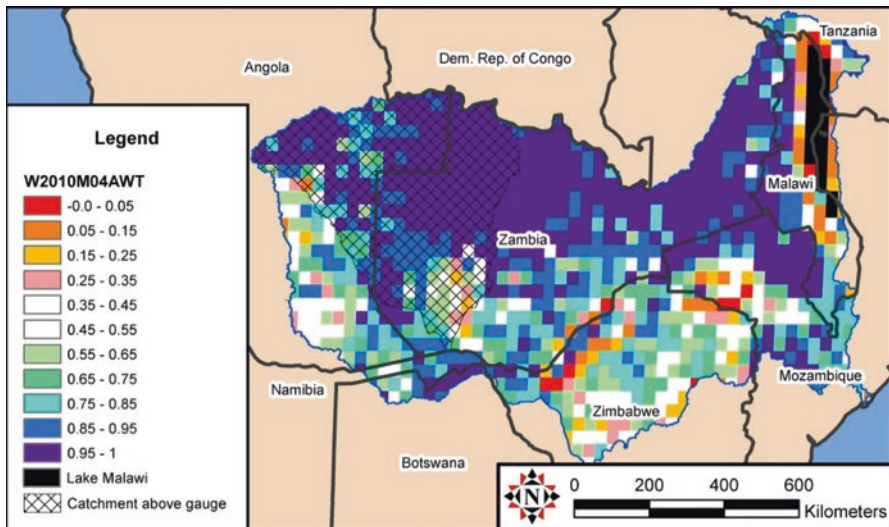 Tanzania
Dem. Rep. of Congo
Angola
Legend
W2010M04AWT
-0.0 - 0.05
0.05 - 0.15
0.15 - 0.25
0.25 - 0.35
0.35 - 0.45
0.45 - 0.55
0.55 - 0.65
0.65 - 0.75
0.75 - 0.85
0.85 - 0.95
0.95 - 1
Lake Malawi
Catchment above gauge
Malawi
Zambia
Namibia
Mozambique
Zimbabwe
Botswana
N
0 200 400 600
Kilometers